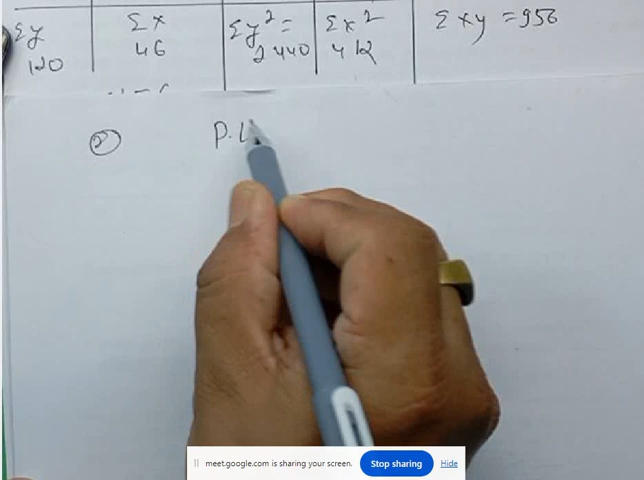 Σy Σx Σy² = Σx² Σxy = 956
120 46 2440 412
② P.L
meet.google.com is sharing your screen. Stop sharing Hide